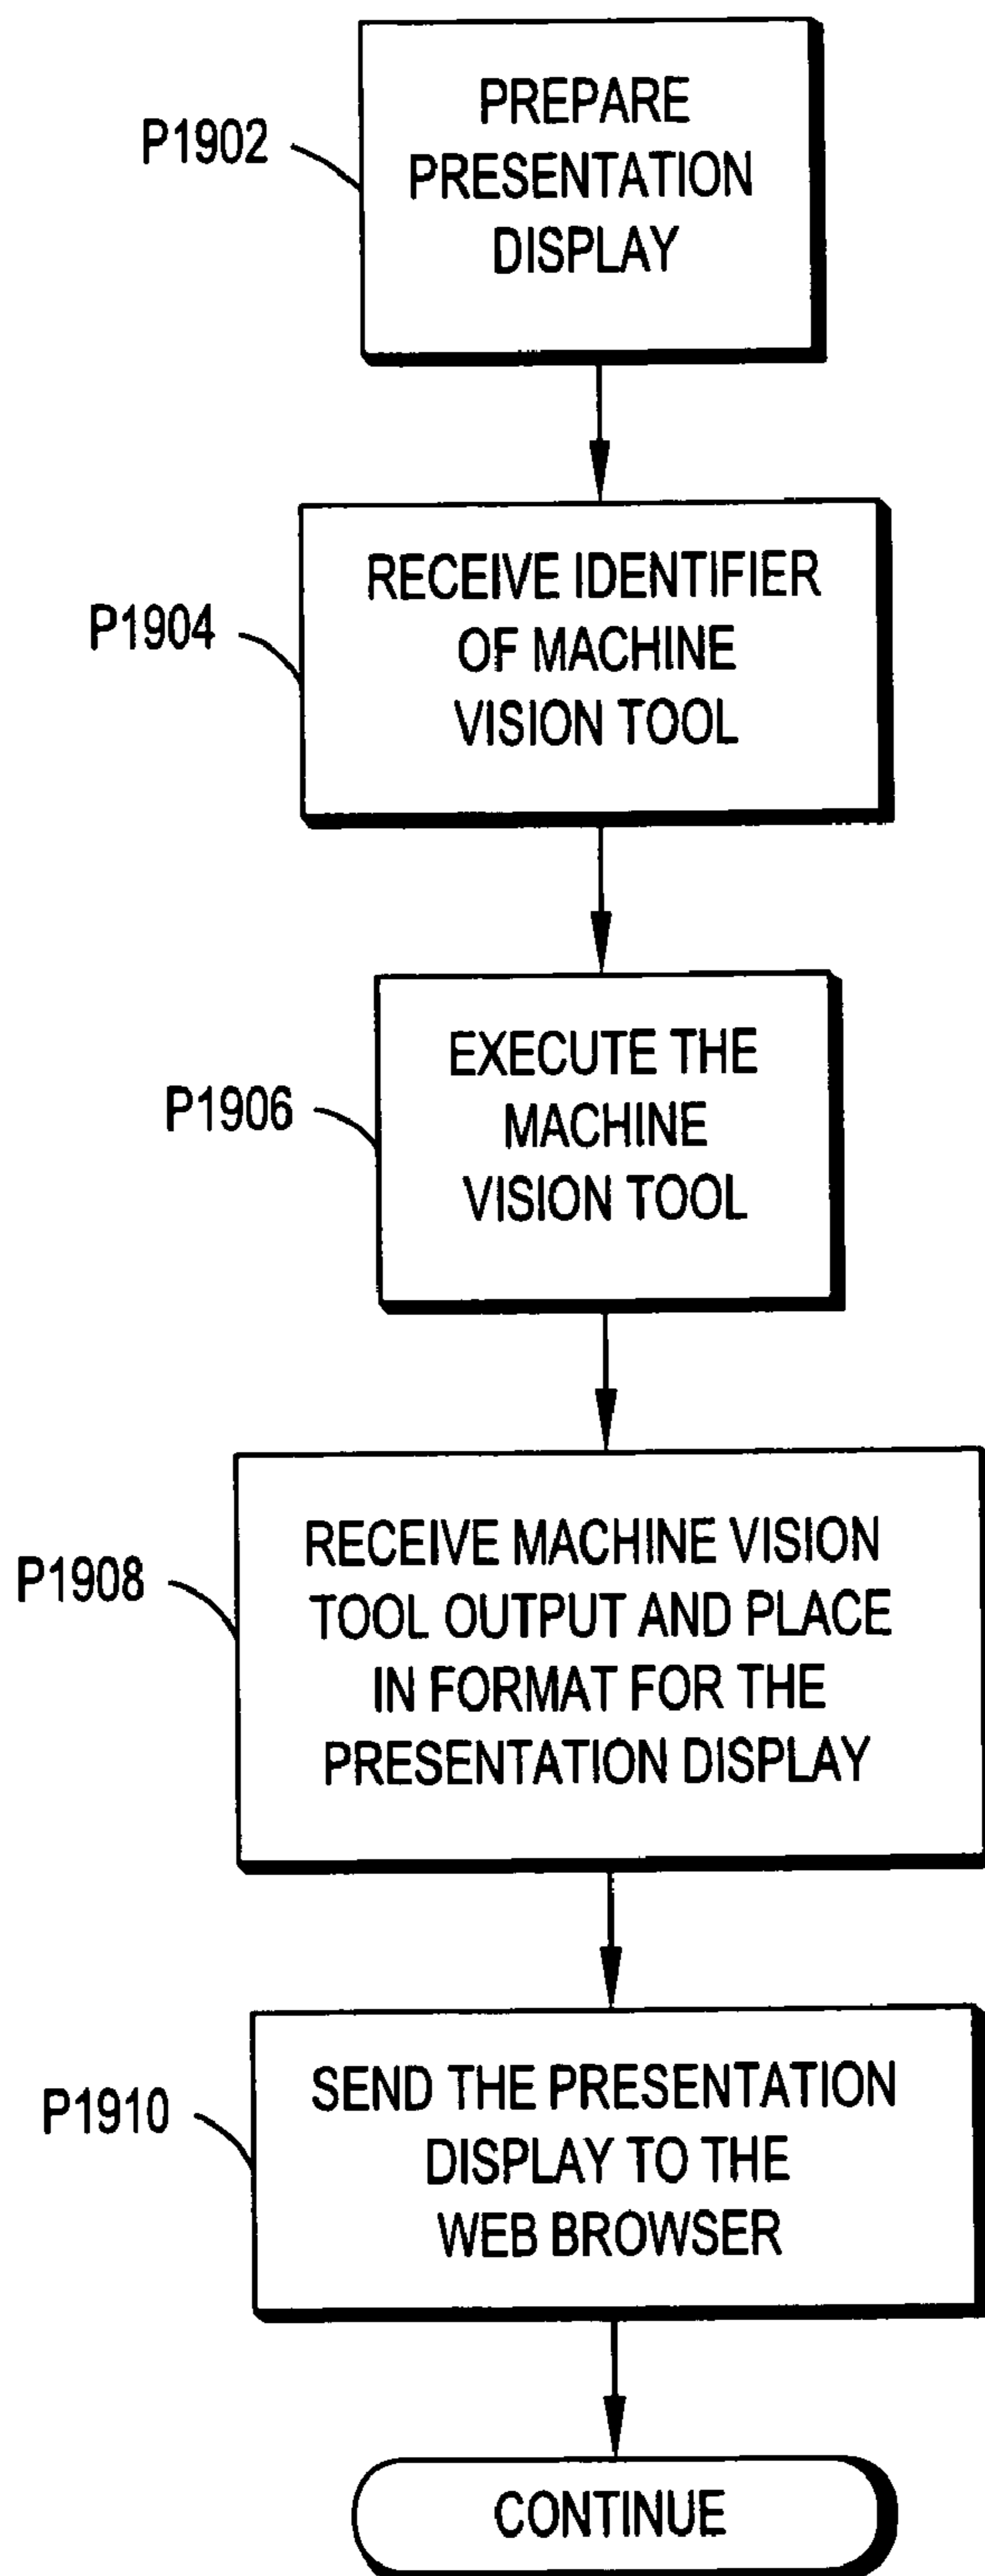 P1902
PREPARE
PRESENTATION
DISPLAY
P1904
RECEIVE IDENTIFIER
OF MACHINE
VISION TOOL
P1906
EXECUTE THE
MACHINE
VISION TOOL
P1908
RECEIVE MACHINE VISION
TOOL OUTPUT AND PLACE
IN FORMAT FOR THE
PRESENTATION DISPLAY
P1910
SEND THE PRESENTATION
DISPLAY TO THE
WEB BROWSER
CONTINUE